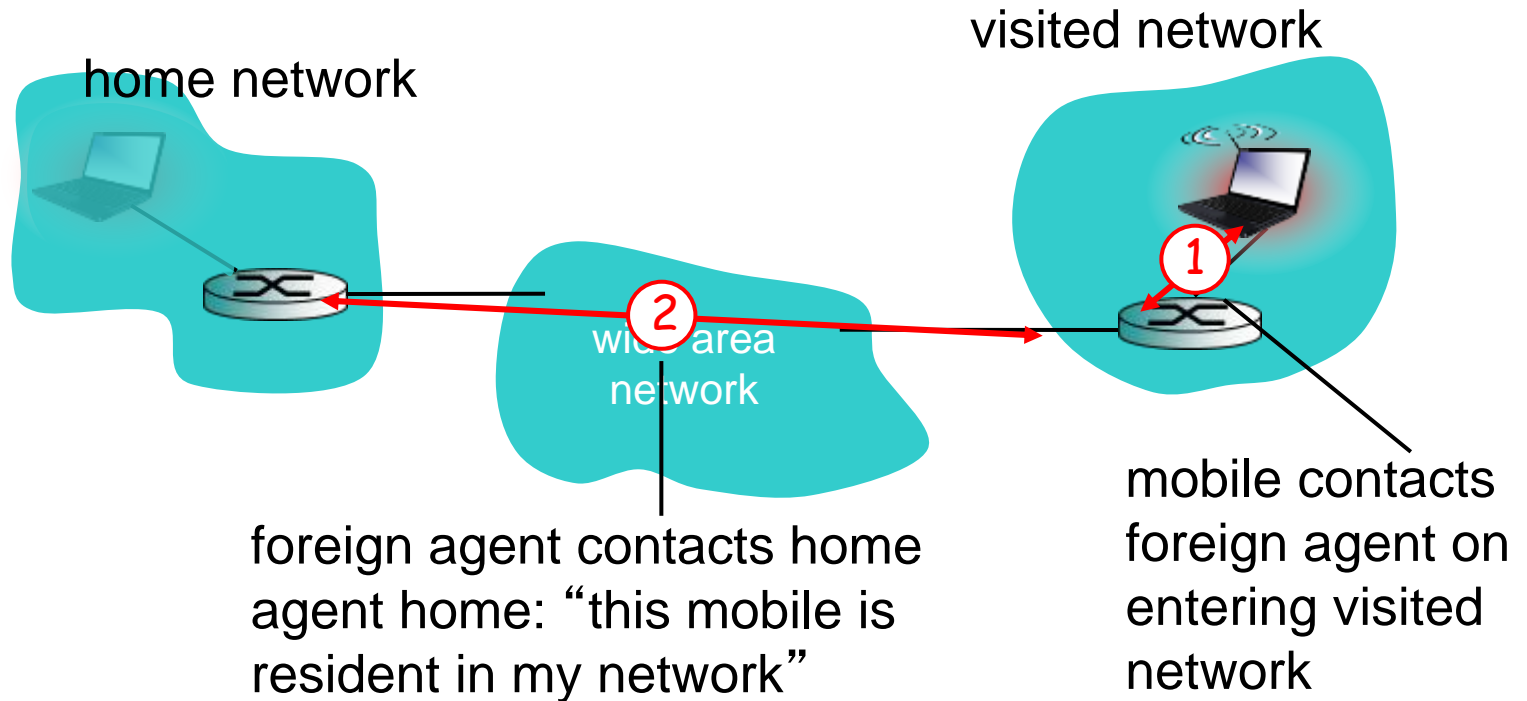 visited network
home network
1
2
wide area
network
foreign agent contacts home
agent home: “this mobile is
resident in my network”
mobile contacts
foreign agent on
entering visited
network